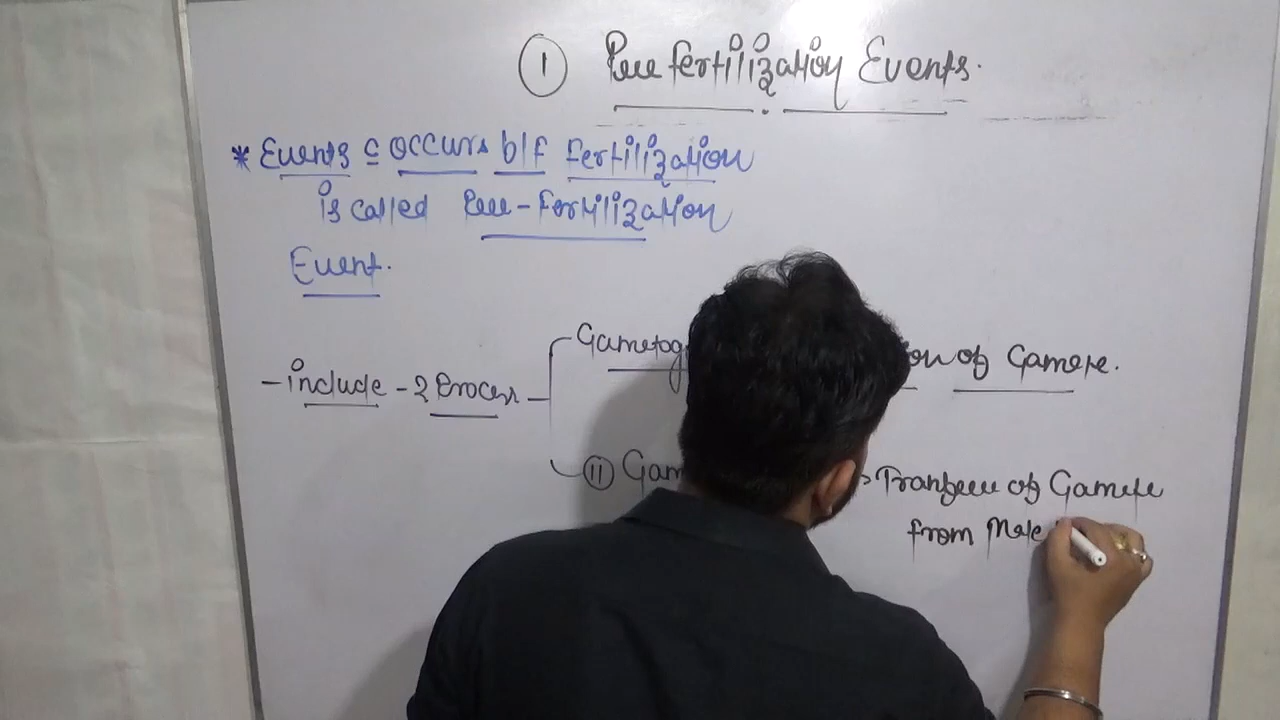 ① Pre fertilization Events.
* Events c̲ occurs b/f fertilization
is called Pre-fertilization
Event.
Gametog
on of Gamete.
- include - 2 Process
II Gam
Tranfer of Gamete
from Male